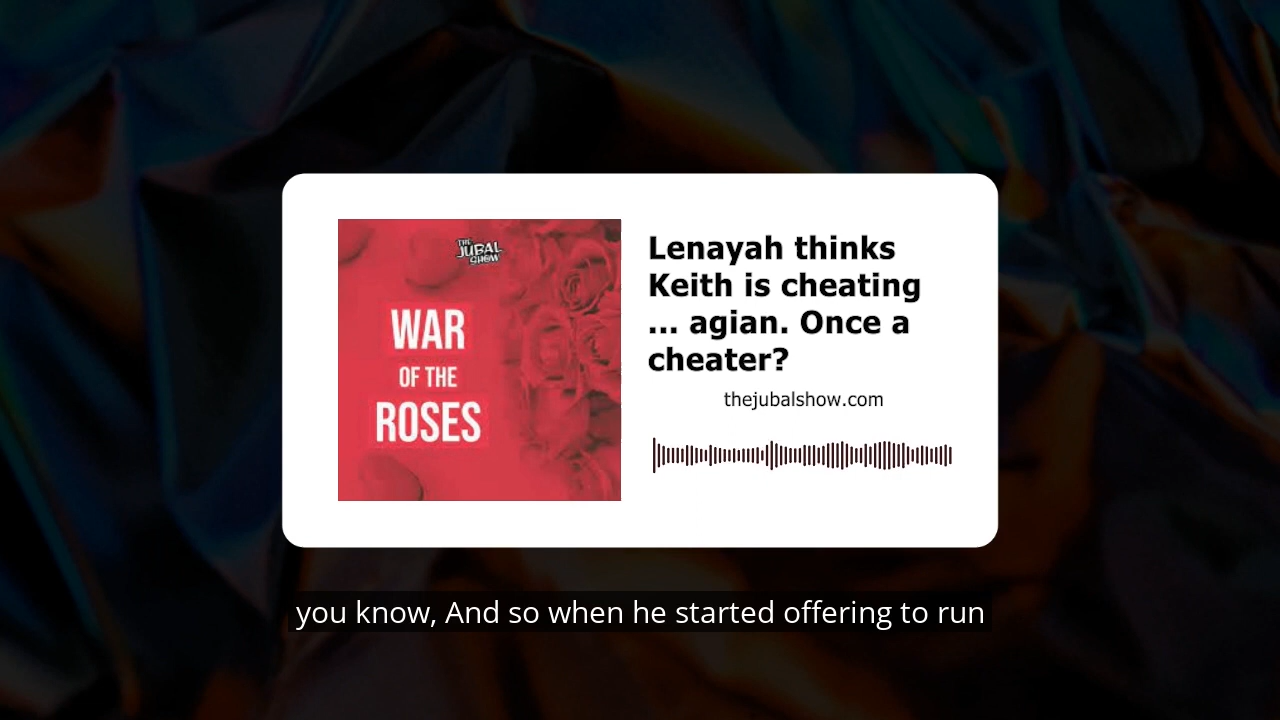 THE
JUBAL
SHOW
WAR
OF THE
ROSES
Lenayah thinks
Keith is cheating
... agian. Once a
cheater?
thejubalshow.com
you know, And so when he started offering to run